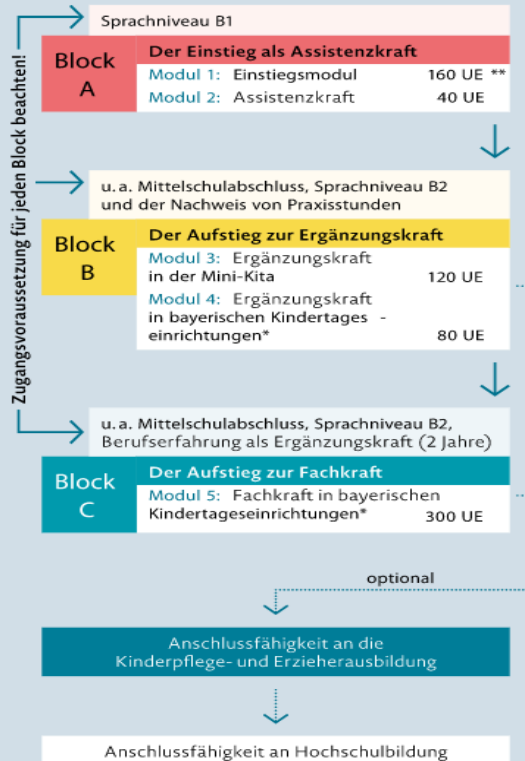 Zugangsvoraussetzung für jeden Block beachten!
Sprachniveau B1
Block
A
Der Einstieg als Assistenzkraft
Modul 1: Einstiegsmodul 160 UE **
Modul 2: Assistenzkraft 40 UE
u. a. Mittelschulabschluss, Sprachniveau B2
und der Nachweis von Praxisstunden
Block
B
Der Aufstieg zur Ergänzungskraft
Modul 3: Ergänzungskraft
in der Mini-Kita 120 UE
Modul 4: Ergänzungskraft
in bayerischen Kindertages -
einrichtungen* 80 UE
u. a. Mittelschulabschluss, Sprachniveau B2,
Berufserfahrung als Ergänzungskraft (2 Jahre)
Block
C
Der Aufstieg zur Fachkraft
Modul 5: Fachkraft in bayerischen
Kindertageseinrichtungen* 300 UE
optional
Anschlussfähigkeit an die
Kinderpflege- und Erzieherausbildung
Anschlussfähigkeit an Hochschulbildung